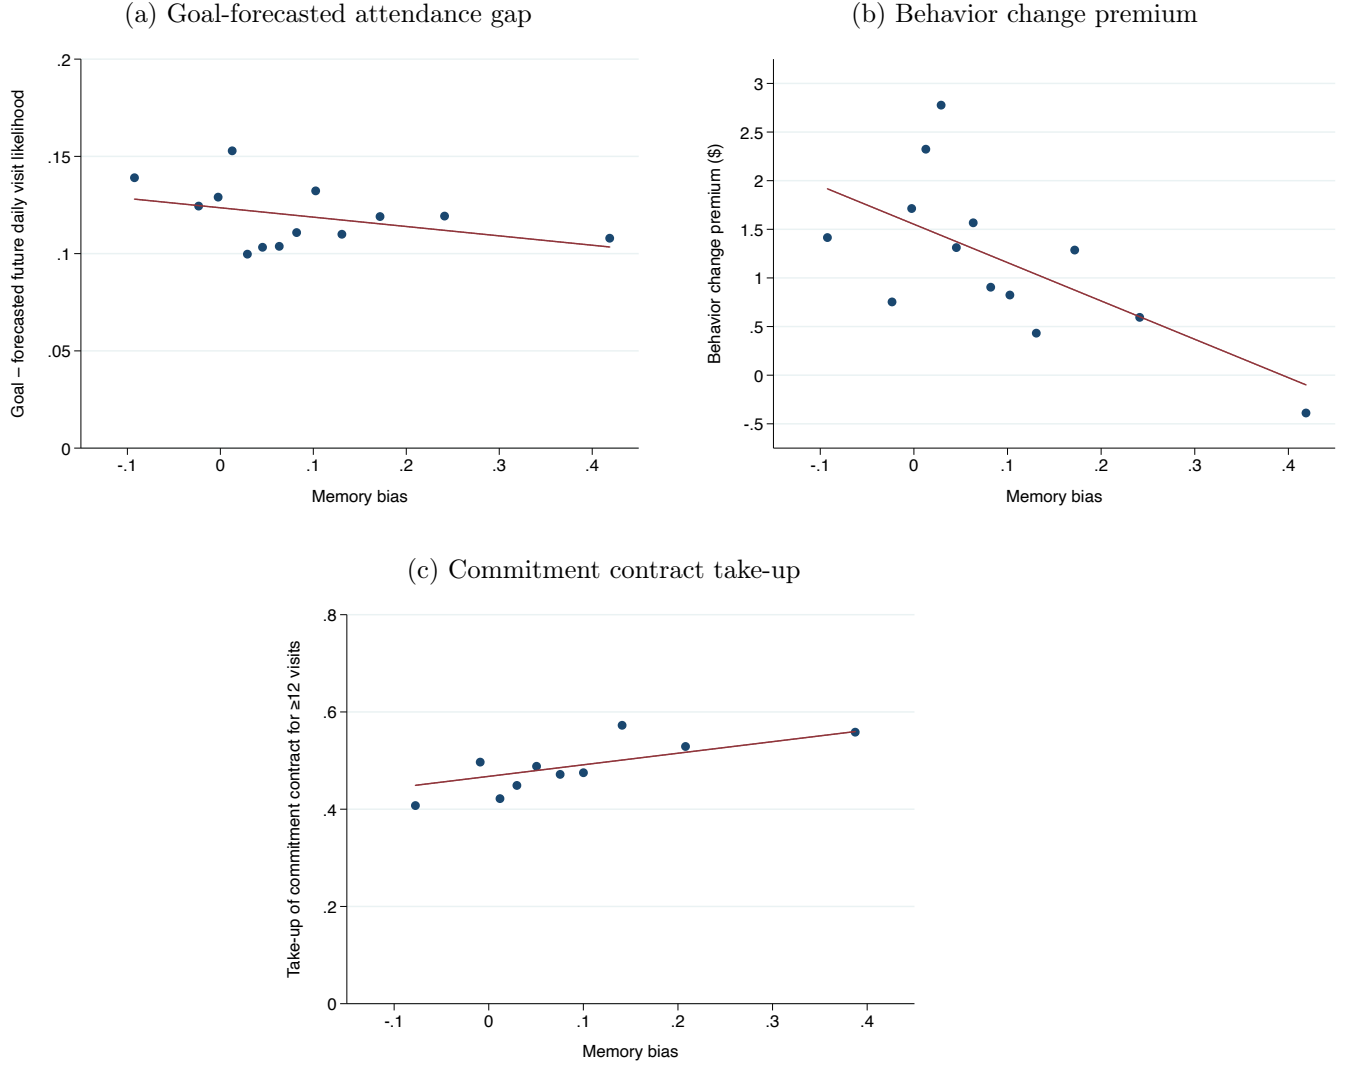 (a) Goal-forecasted attendance gap
Goal – forecasted future daily visit likelihood
.2
.15
.1
.05
0
-.1 0 .1 .2 .3 .4
Memory bias
(b) Behavior change premium
Behavior change premium ($)
3
2.5
2
1.5
1
.5
0
-.5
-.1 0 .1 .2 .3 .4
Memory bias
(c) Commitment contract take-up
Take-up of commitment contract for ≥12 visits
.8
.6
.4
.2
0
-.1 0 .1 .2 .3 .4
Memory bias